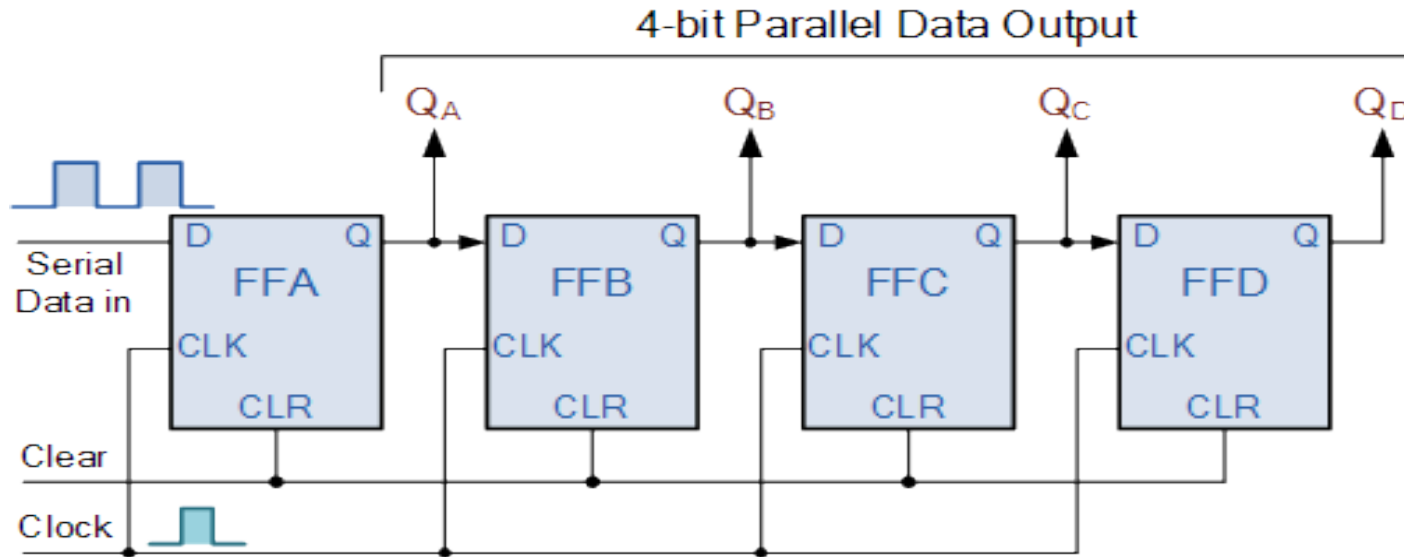 4-bit Parallel Data Output
QA QB QC QD
D Q D Q D Q D Q
Serial
Data in
FFA FFB FFC FFD
CLK CLK CLK CLK
CLR CLR CLR CLR
Clear
Clock